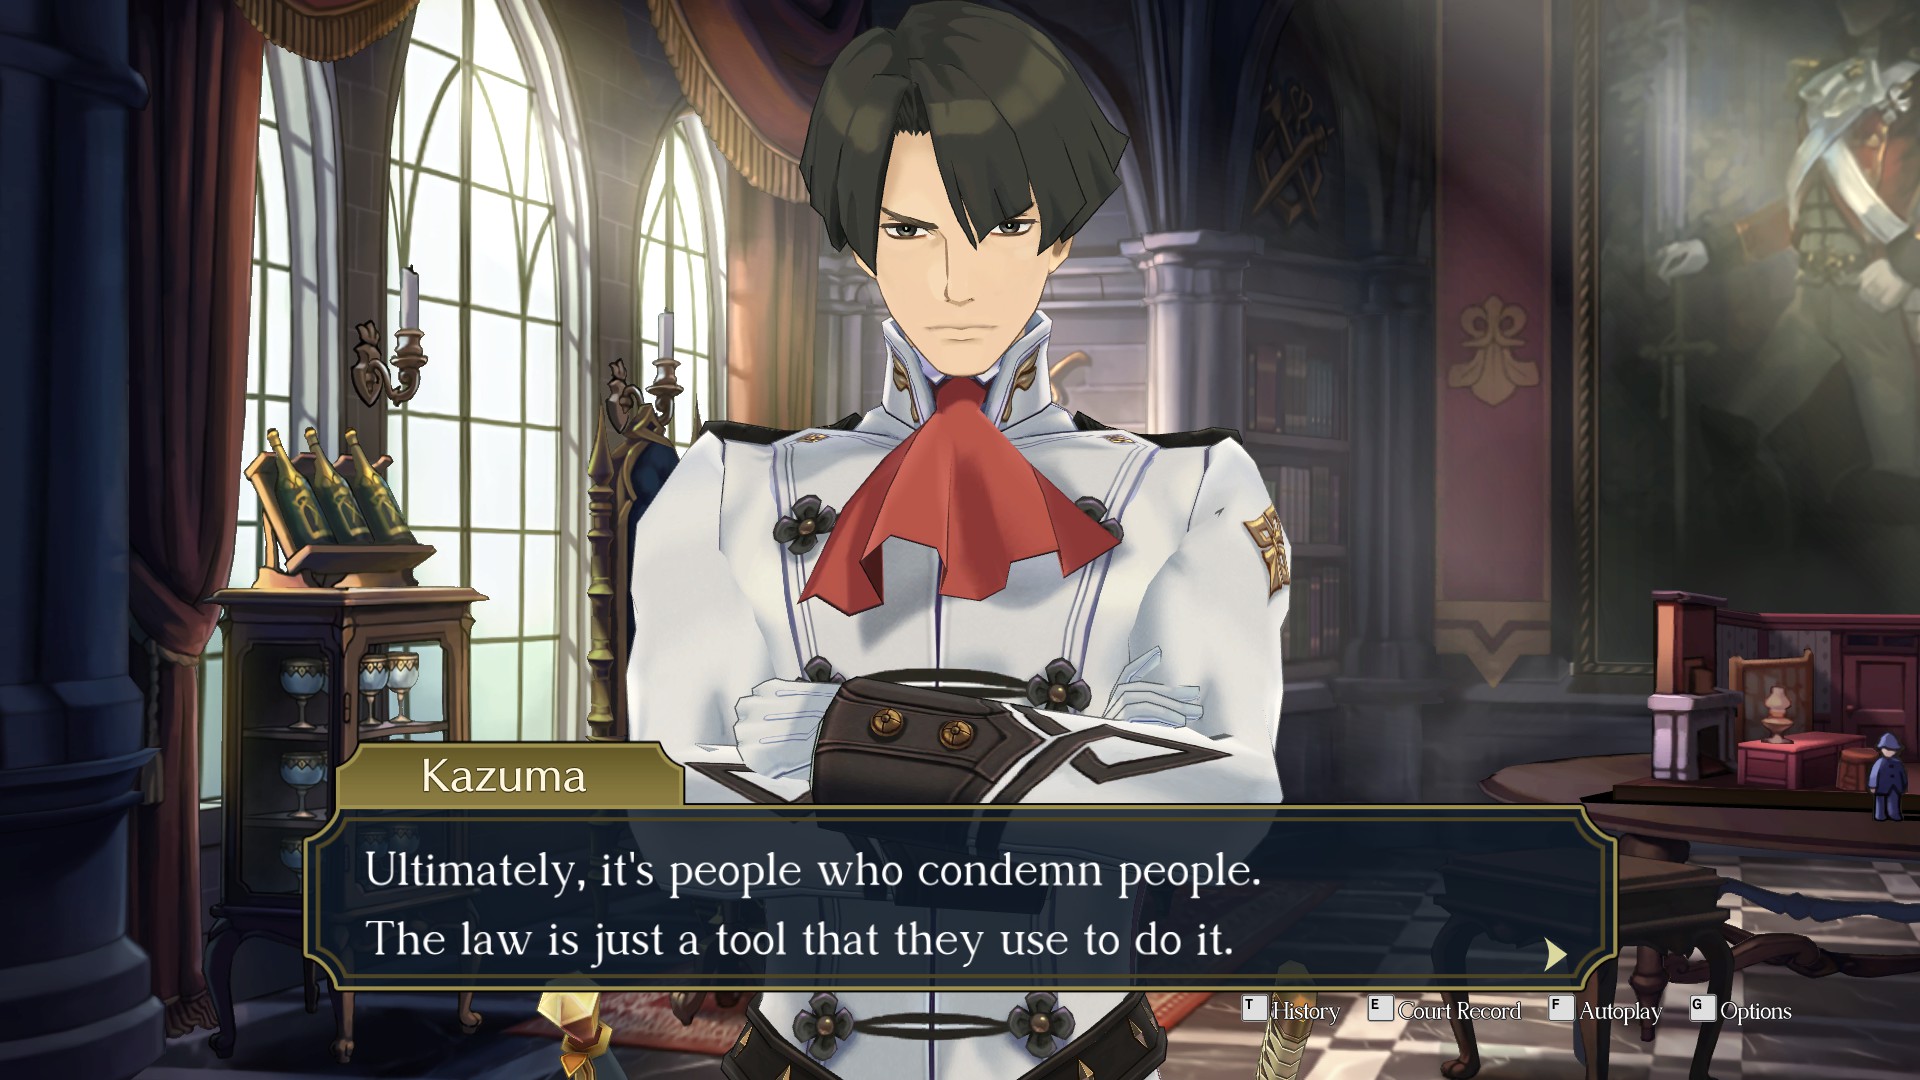 Kazuma
Ultimately, it's people who condemn people.
The law is just a tool that they use to do it.
T History E Court Record F Autoplay G Options